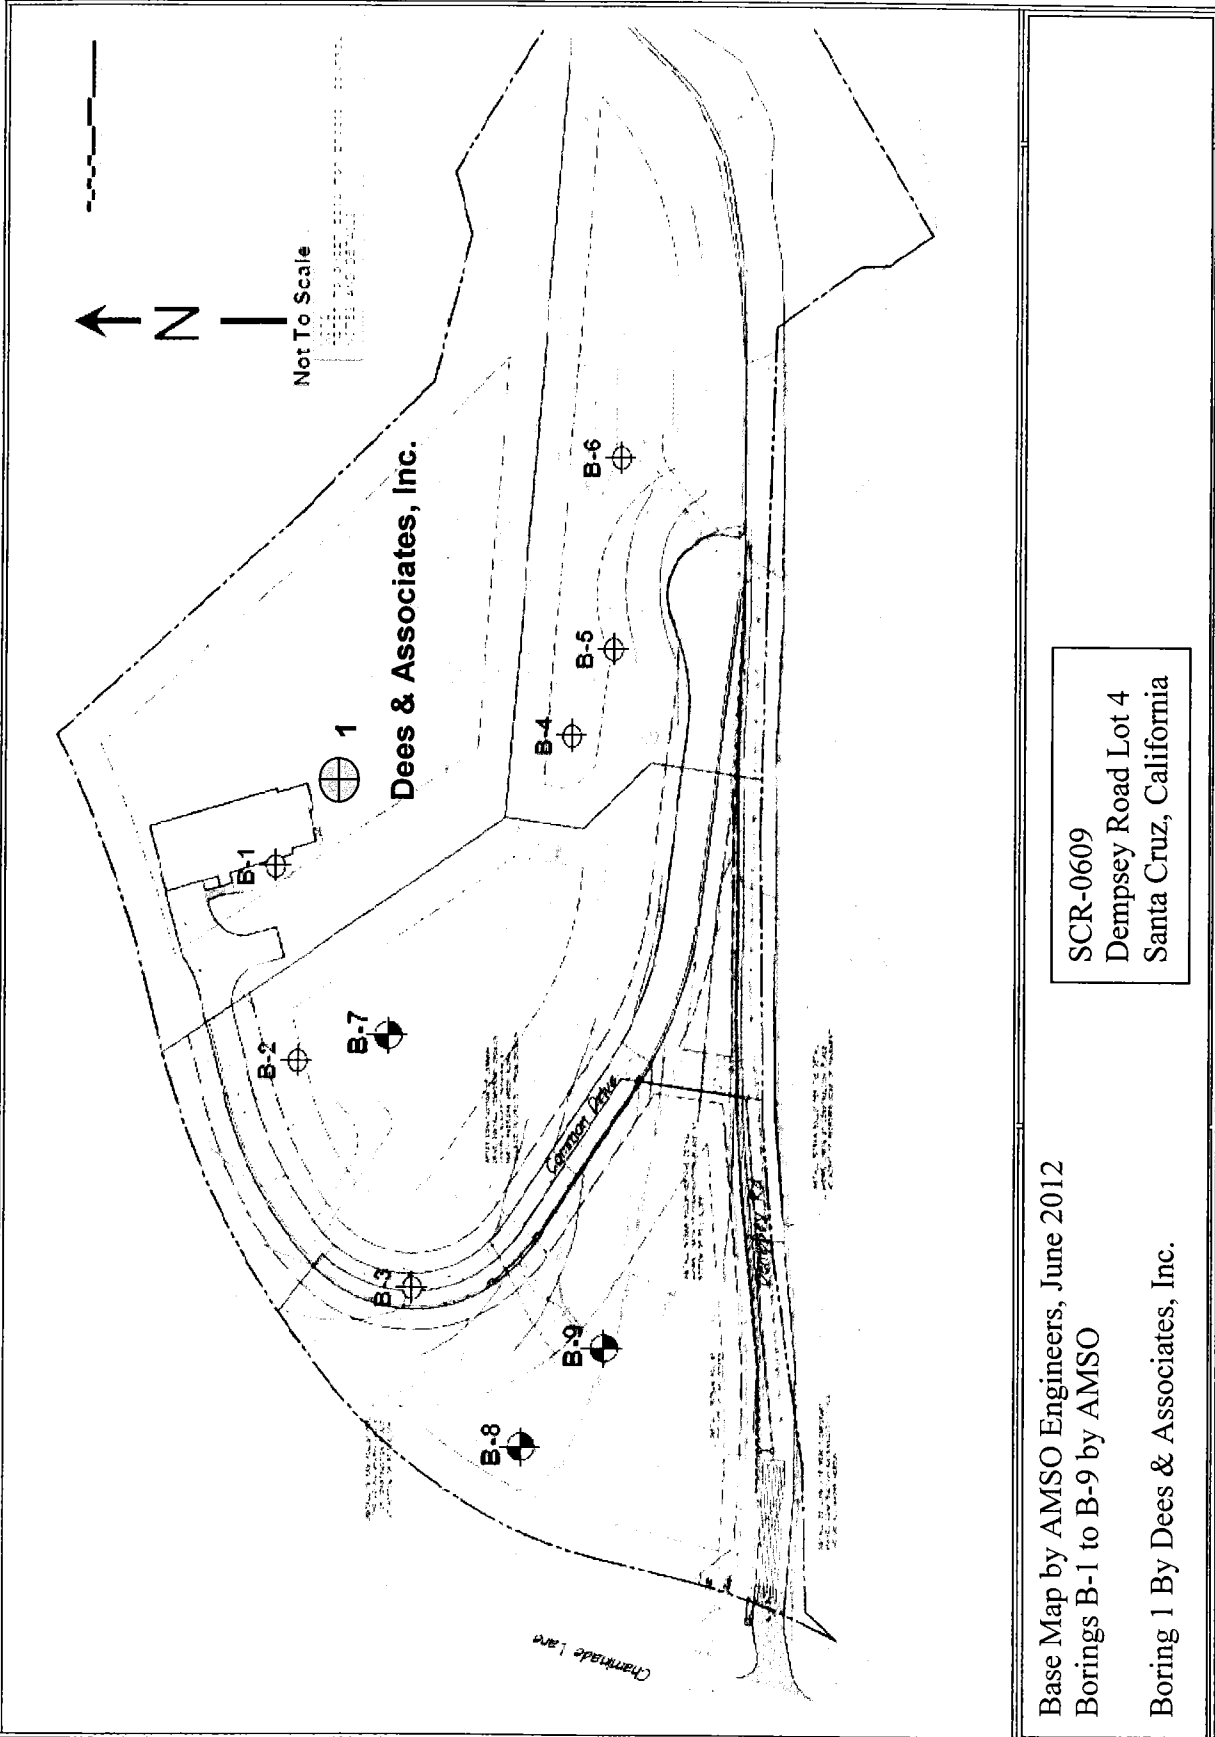 N
Not To Scale
B-1
1
Dees & Associates, Inc.
B-2
B-7
B-3
B-4
B-5
B-6
B-8
B-9
Common Drive
Dempsey Rd
Chaminade Lane
Base Map by AMSO Engineers, June 2012
Borings B-1 to B-9 by AMSO
Boring 1 By Dees & Associates, Inc.
SCR-0609
Dempsey Road Lot 4
Santa Cruz, California